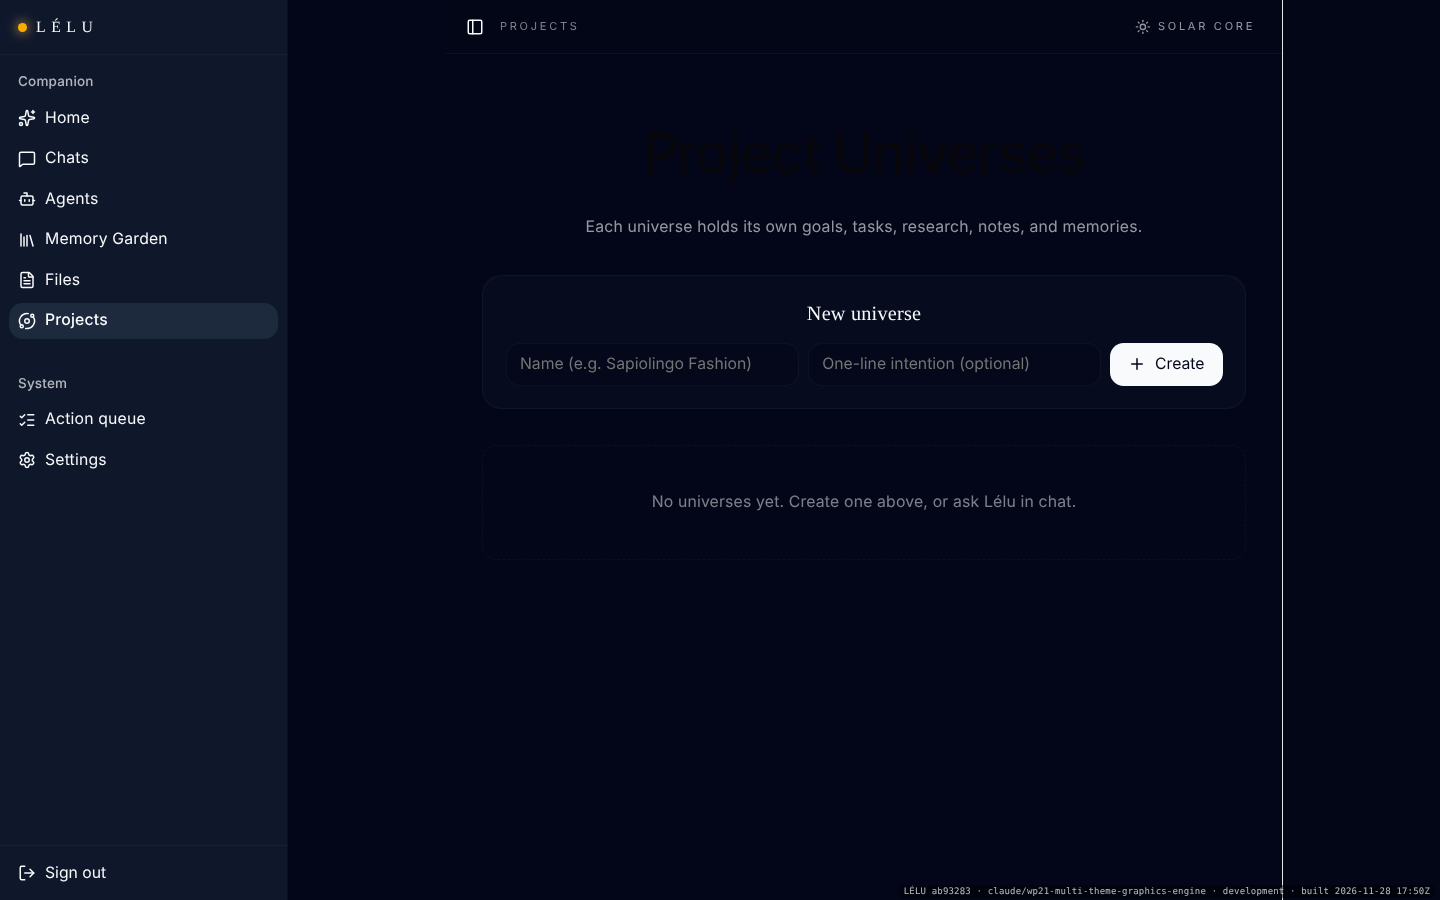 LÉLU
Companion
Home
Chats
Agents
Memory Garden
Files
Projects
System
Action queue
Settings
Sign out
PROJECTS
SOLAR CORE
Project Universes
Each universe holds its own goals, tasks, research, notes, and memories.
New universe
Name (e.g. Sapiolingo Fashion)
One-line intention (optional)
Create
No universes yet. Create one above, or ask Lélu in chat.
LÉLU ab93283 · claude/wp21-multi-theme-graphics-engine · development · built 2026-11-28 17:50Z